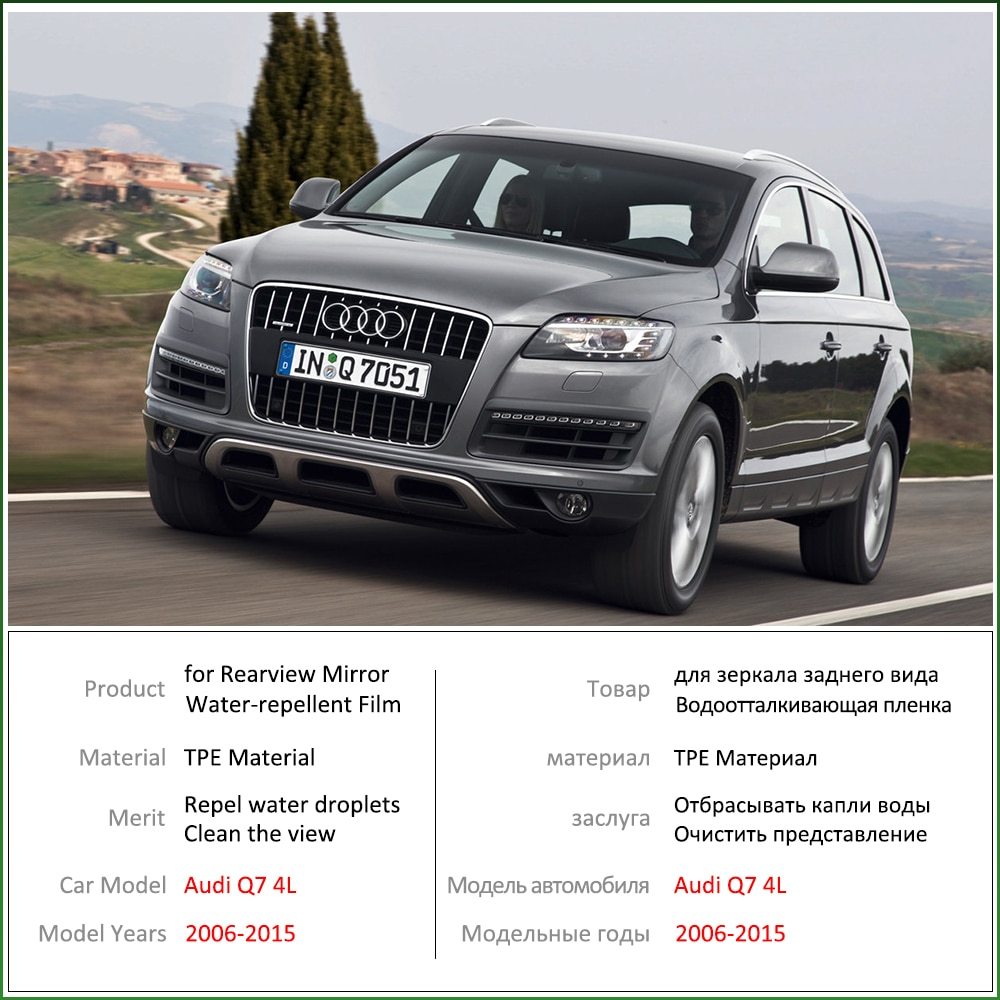 IN Q 7051
D
Product for Rearview Mirror
Water-repellent Film
Material TPE Material
Merit Repel water droplets
Clean the view
Car Model Audi Q7 4L
Model Years 2006-2015
Товар для зеркала заднего вида
Водоотталкивающая пленка
материал TPE Материал
заслуга Отбрасывать капли воды
Очистить представление
Модель автомобиля Audi Q7 4L
Модельные годы 2006-2015